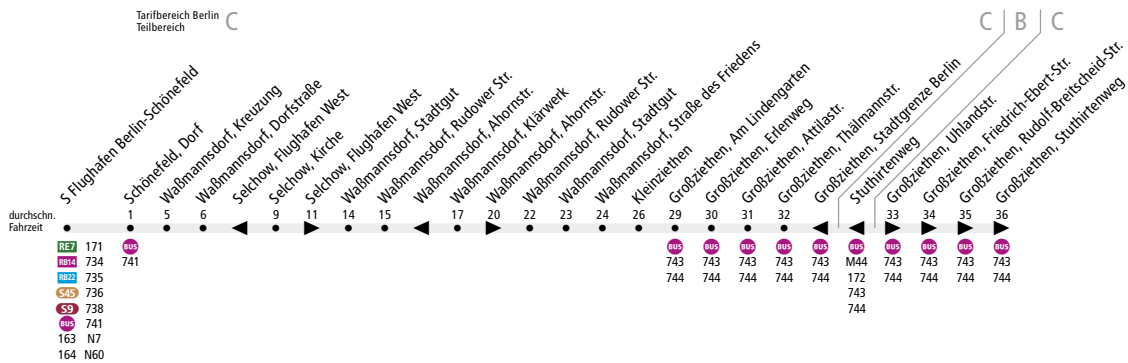 Tarifbereich Berlin
Teilbereich
C
C B C
S Flughafen Berlin-Schönefeld
Schönefeld, Dorf
Waßmannsdorf, Kreuzung
Waßmannsdorf, Dorfstraße
Selchow, Flughafen West
Selchow, Kirche
Selchow, Flughafen West
Waßmannsdorf, Stadtgut
Waßmannsdorf, Rudower Str.
Waßmannsdorf, Ahornstr.
Waßmannsdorf, Klärwerk
Waßmannsdorf, Ahornstr.
Waßmannsdorf, Rudower Str.
Waßmannsdorf, Stadtgut
Waßmannsdorf, Straße des Friedens
Kleinziethen
Großziethen, Am Lindengarten
Großziethen, Erlenweg
Großziethen, Attilastr.
Großziethen, Thälmannstr.
Großziethen, Stadtgrenze Berlin
Stuthirtenweg
Großziethen, Uhlandstr.
Großziethen, Friedrich-Ebert-Str.
Großziethen, Rudolf-Breitscheid-Str.
Großziethen, Stuthirtenweg
durchschn. 1 5 6 9 11 14 15 17 20 22 23 24 26 29 30 31 32 33 34 35 36
Fahrzeit
RE7 171 BUS BUS BUS BUS BUS BUS BUS BUS BUS BUS BUS
RB14 734 741 743 743 743 743 743 M44 743 743 743 743
RB22 735 744 744 744 744 744 172 744 744 744 744
S45 736 743
S9 738 744
BUS 741
163 N7
164 N60